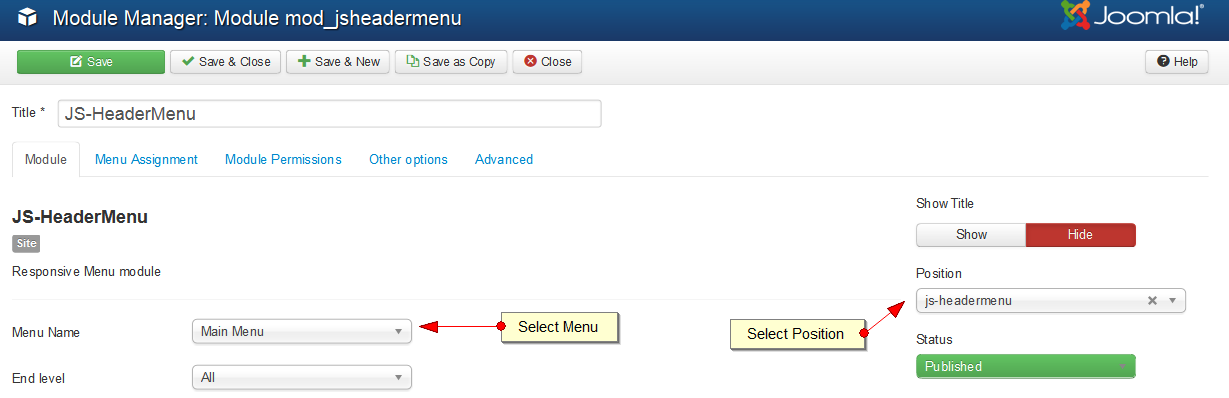 Module Manager: Module mod_jsheadermenu
Joomla!®
Save
Save & Close
Save & New
Save as Copy
Close
Help
Title *
JS-HeaderMenu
Module
Menu Assignment
Module Permissions
Other options
Advanced
JS-HeaderMenu
Site
Responsive Menu module
Show Title
Show
Hide
Position
js-headermenu
Menu Name
Main Menu
Select Menu
Select Position
Status
Published
End level
All